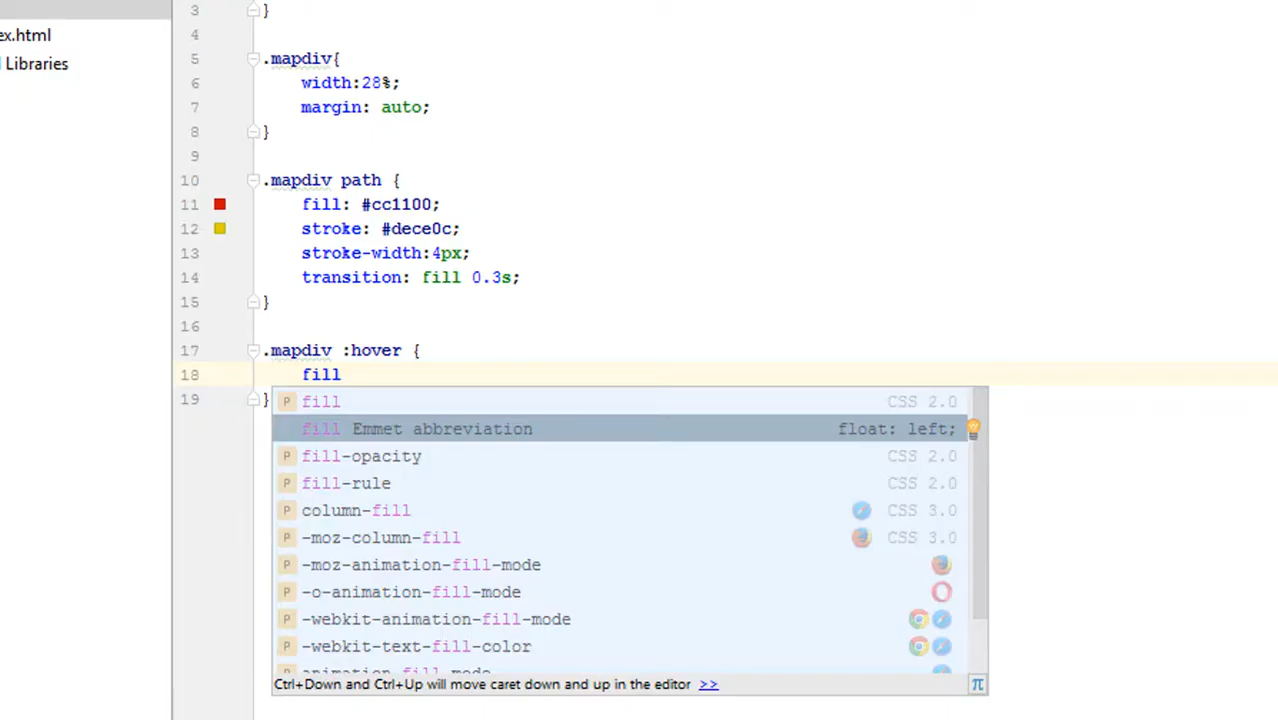 3 }
ex.html
4
5 .mapdiv{
Libraries
6 width:28%;
7 margin: auto;
8 }
9
10 .mapdiv path {
11 fill: #cc1100;
12 stroke: #dece0c;
13 stroke-width:4px;
14 transition: fill 0.3s;
15 }
16
17 .mapdiv :hover {
18 fill
19 }
P fill CSS 2.0
fill Emmet abbreviation float: left;
P fill-opacity CSS 2.0
P fill-rule CSS 2.0
P column-fill CSS 3.0
P -moz-column-fill CSS 3.0
P -moz-animation-fill-mode
P -o-animation-fill-mode
P -webkit-animation-fill-mode
P -webkit-text-fill-color
animation-fill-mode
Ctrl+Down and Ctrl+Up will move caret down and up in the editor >> π